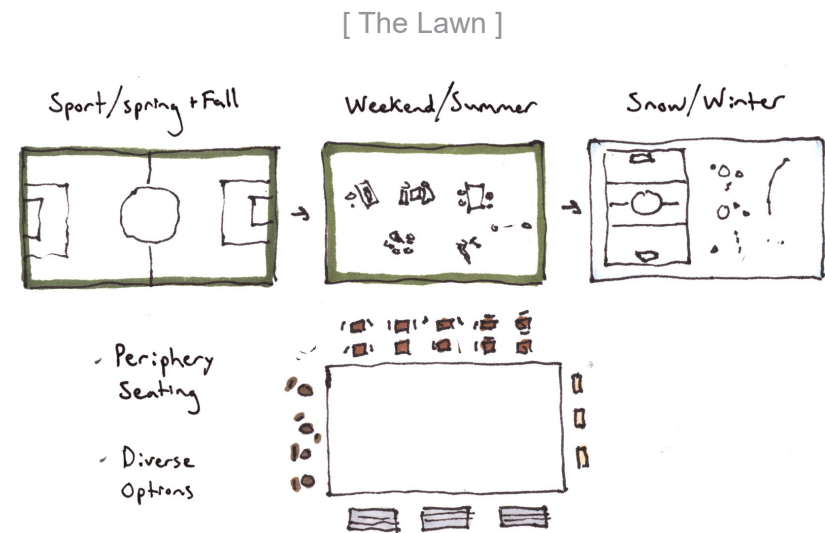 [ The Lawn ]
Sport/spring + Fall
Weekend/Summer
Snow/Winter
Periphery
Seating
Diverse
Options